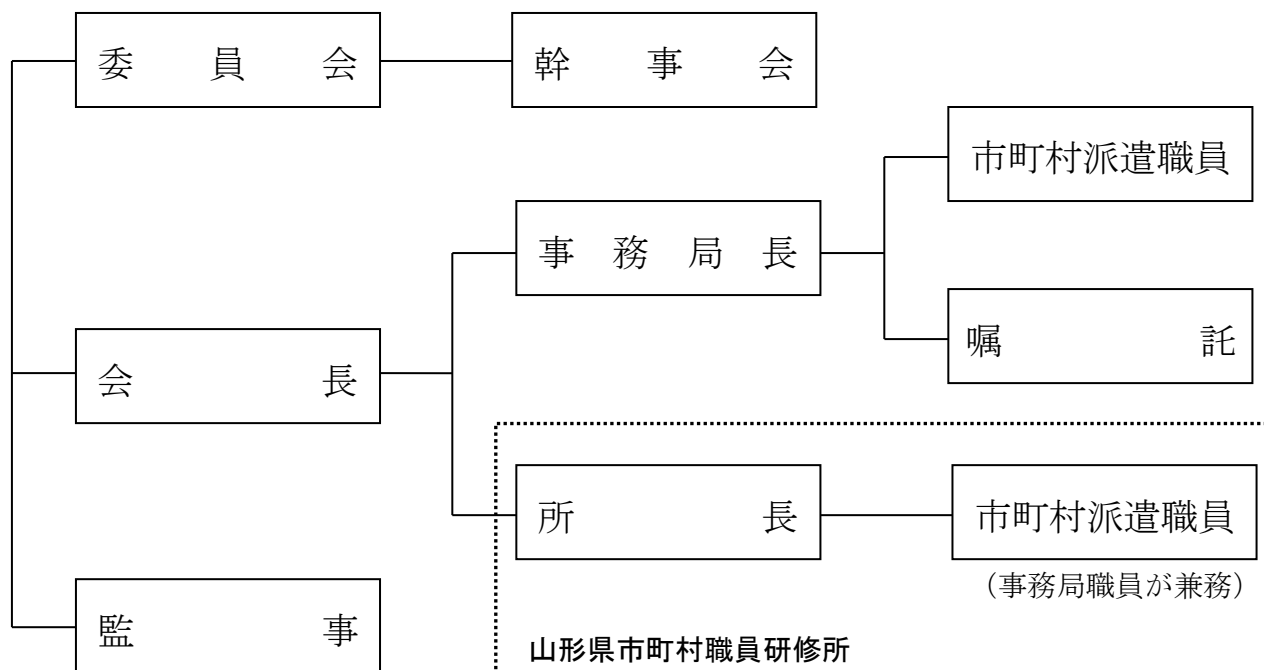 委員会
幹事会
市町村派遣職員
事務局長
嘱託
会長
所長
市町村派遣職員
（事務局職員が兼務）
監事
山形県市町村職員研修所